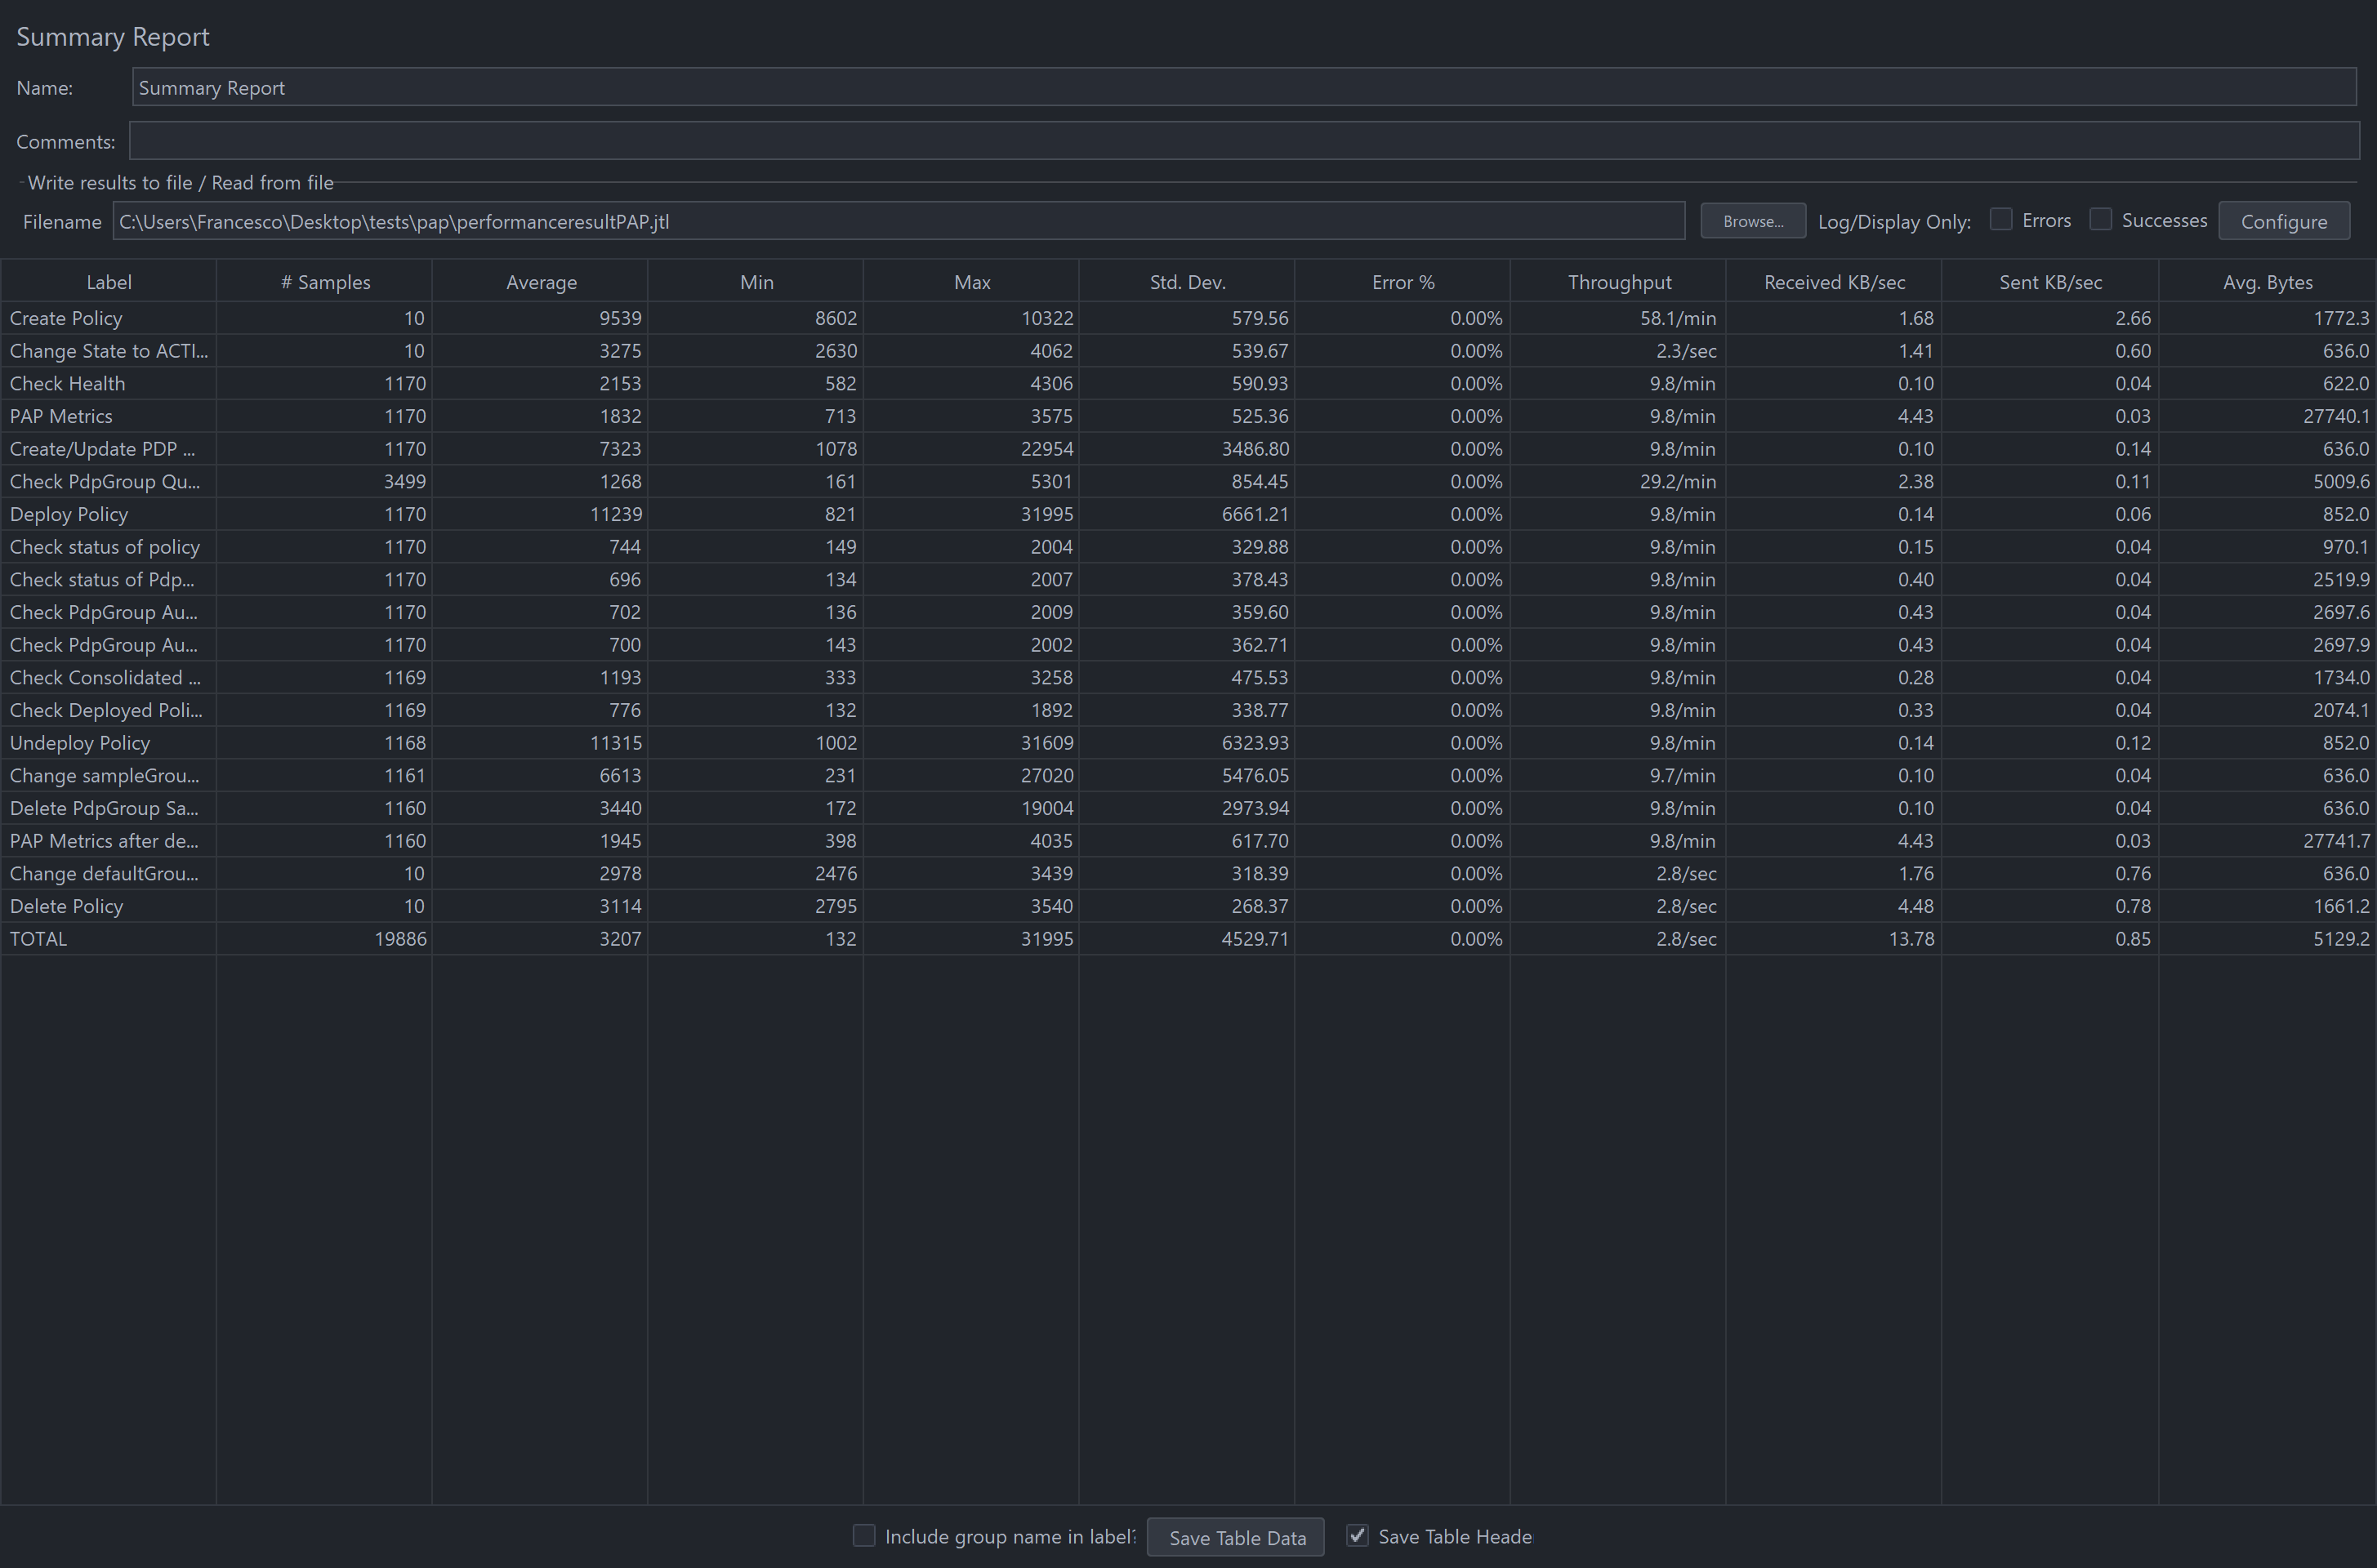 Summary Report
Name: Summary Report
Comments:
Write results to file / Read from file
Filename C:\Users\Francesco\Desktop\tests\pap\performanceresultPAP.jtl Browse... Log/Display Only: Errors Successes Configure
Label # Samples Average Min Max Std. Dev. Error % Throughput Received KB/sec Sent KB/sec Avg. Bytes
Create Policy 10 9539 8602 10322 579.56 0.00% 58.1/min 1.68 2.66 1772.3
Change State to ACTI... 10 3275 2630 4062 539.67 0.00% 2.3/sec 1.41 0.60 636.0
Check Health 1170 2153 582 4306 590.93 0.00% 9.8/min 0.10 0.04 622.0
PAP Metrics 1170 1832 713 3575 525.36 0.00% 9.8/min 4.43 0.03 27740.1
Create/Update PDP ... 1170 7323 1078 22954 3486.80 0.00% 9.8/min 0.10 0.14 636.0
Check PdpGroup Qu... 3499 1268 161 5301 854.45 0.00% 29.2/min 2.38 0.11 5009.6
Deploy Policy 1170 11239 821 31995 6661.21 0.00% 9.8/min 0.14 0.06 852.0
Check status of policy 1170 744 149 2004 329.88 0.00% 9.8/min 0.15 0.04 970.1
Check status of Pdp... 1170 696 134 2007 378.43 0.00% 9.8/min 0.40 0.04 2519.9
Check PdpGroup Au... 1170 702 136 2009 359.60 0.00% 9.8/min 0.43 0.04 2697.6
Check PdpGroup Au... 1170 700 143 2002 362.71 0.00% 9.8/min 0.43 0.04 2697.9
Check Consolidated ... 1169 1193 333 3258 475.53 0.00% 9.8/min 0.28 0.04 1734.0
Check Deployed Poli... 1169 776 132 1892 338.77 0.00% 9.8/min 0.33 0.04 2074.1
Undeploy Policy 1168 11315 1002 31609 6323.93 0.00% 9.8/min 0.14 0.12 852.0
Change sampleGrou... 1161 6613 231 27020 5476.05 0.00% 9.7/min 0.10 0.04 636.0
Delete PdpGroup Sa... 1160 3440 172 19004 2973.94 0.00% 9.8/min 0.10 0.04 636.0
PAP Metrics after de... 1160 1945 398 4035 617.70 0.00% 9.8/min 4.43 0.03 27741.7
Change defaultGrou... 10 2978 2476 3439 318.39 0.00% 2.8/sec 1.76 0.76 636.0
Delete Policy 10 3114 2795 3540 268.37 0.00% 2.8/sec 4.48 0.78 1661.2
TOTAL 19886 3207 132 31995 4529.71 0.00% 2.8/sec 13.78 0.85 5129.2
Include group name in label? Save Table Data Save Table Heade